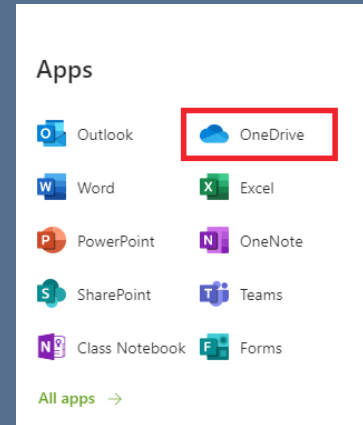 Apps
Outlook OneDrive
Word Excel
PowerPoint OneNote
SharePoint Teams
Class Notebook Forms
All apps →